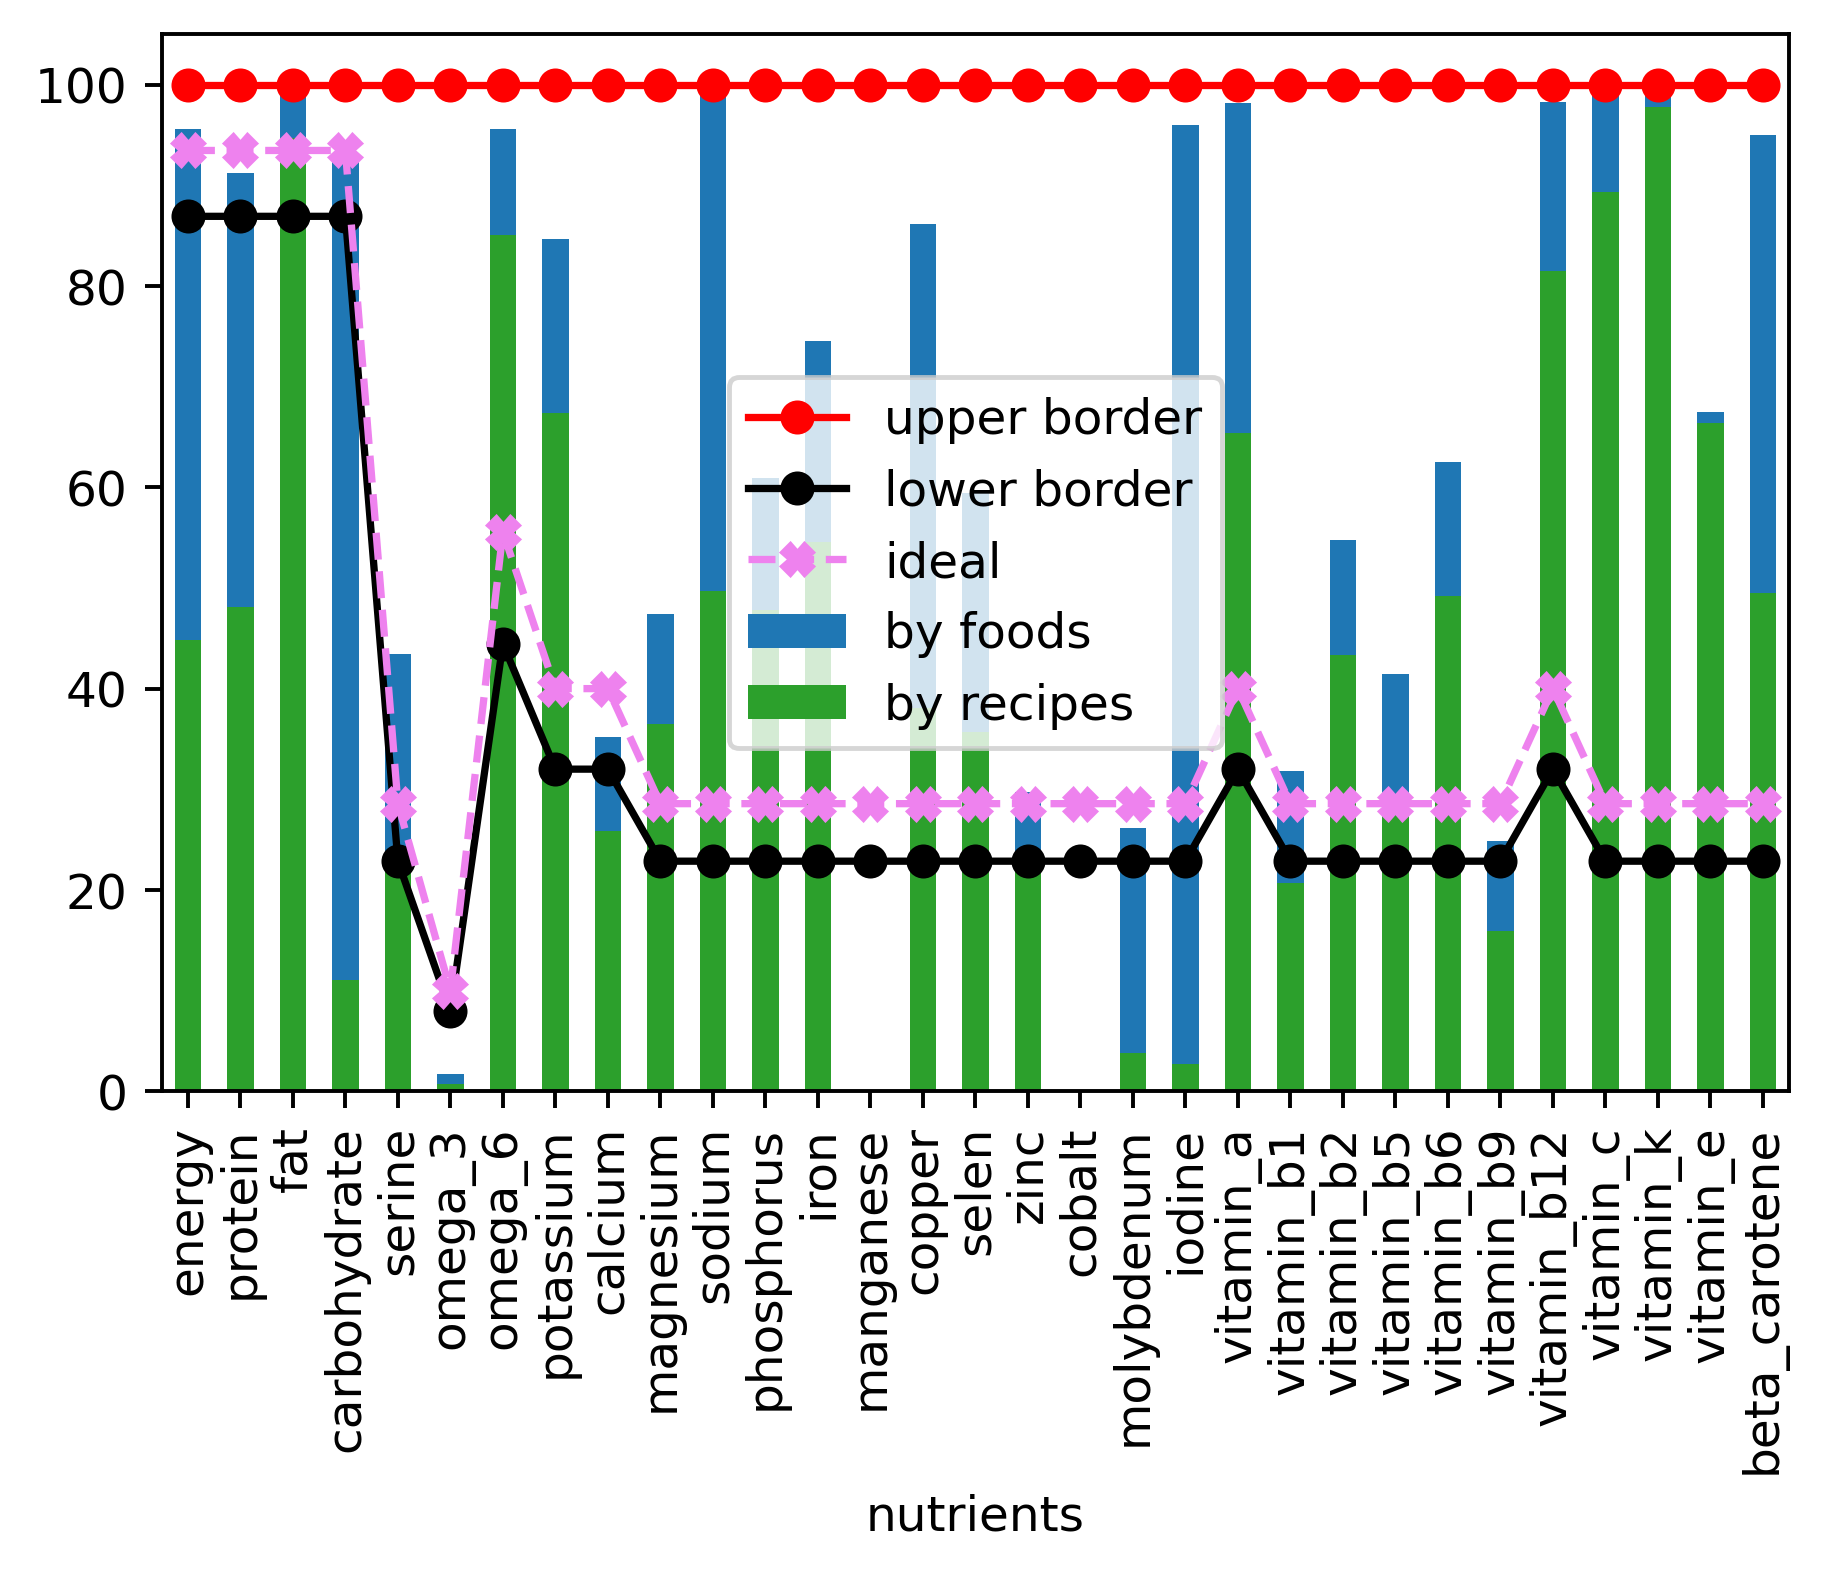 100
80
60
40
20
0
upper border
lower border
ideal
by foods
by recipes
energy
protein
fat
carbohydrate
serine
omega_3
omega_6
potassium
calcium
magnesium
sodium
phosphorus
iron
manganese
copper
selen
zinc
cobalt
molybdenum
iodine
vitamin_a
vitamin_b1
vitamin_b2
vitamin_b5
vitamin_b6
vitamin_b9
vitamin_b12
vitamin_c
vitamin_k
vitamin_e
beta_carotene
nutrients